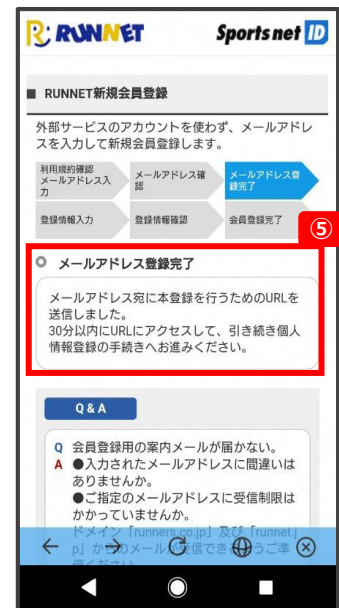 RUNNET Sports net ID
■ RUNNET新規会員登録
外部サービスのアカウントを使わず、メールアドレ
スを入力して新規会員登録します。
利用規約確認
メールアドレス入
力
メールアドレス確
認
メールアドレス登
録完了
登録情報入力
登録情報確認
会員登録完了
⑤
メールアドレス登録完了
メールアドレス宛に本登録を行うためのURLを
送信しました。
30分以内にURLにアクセスして、引き続き個人
情報登録の手続きへお進みください。
Q & A
Q 会員登録用の案内メールが届かない。
A ●入力されたメールアドレスに間違いは
ありませんか。
●ご指定のメールアドレスに受信制限は
かかっていませんか。
ドメイン「runners.co.jp」及び「runnet.j
p」からのメールが受信できるようご準